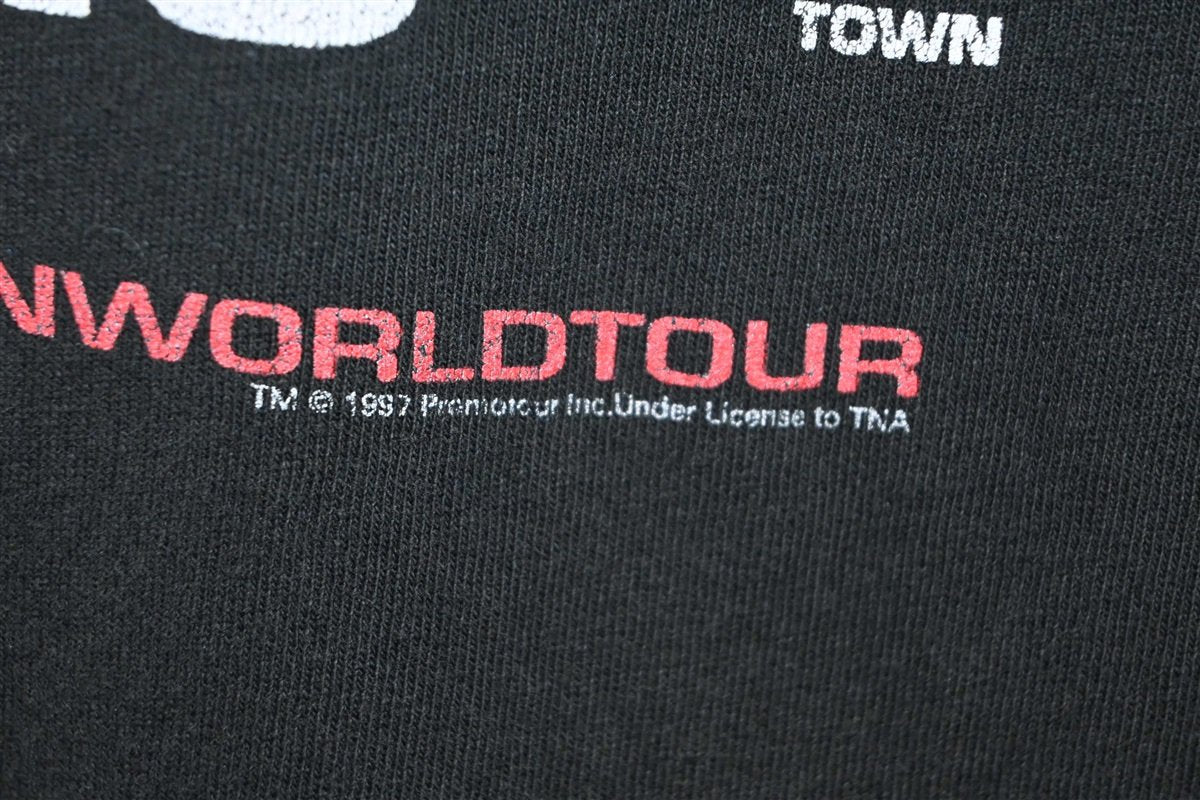 TOWN
NWORLDTOUR
TM © 1997 Promotour Inc.Under License to TNA